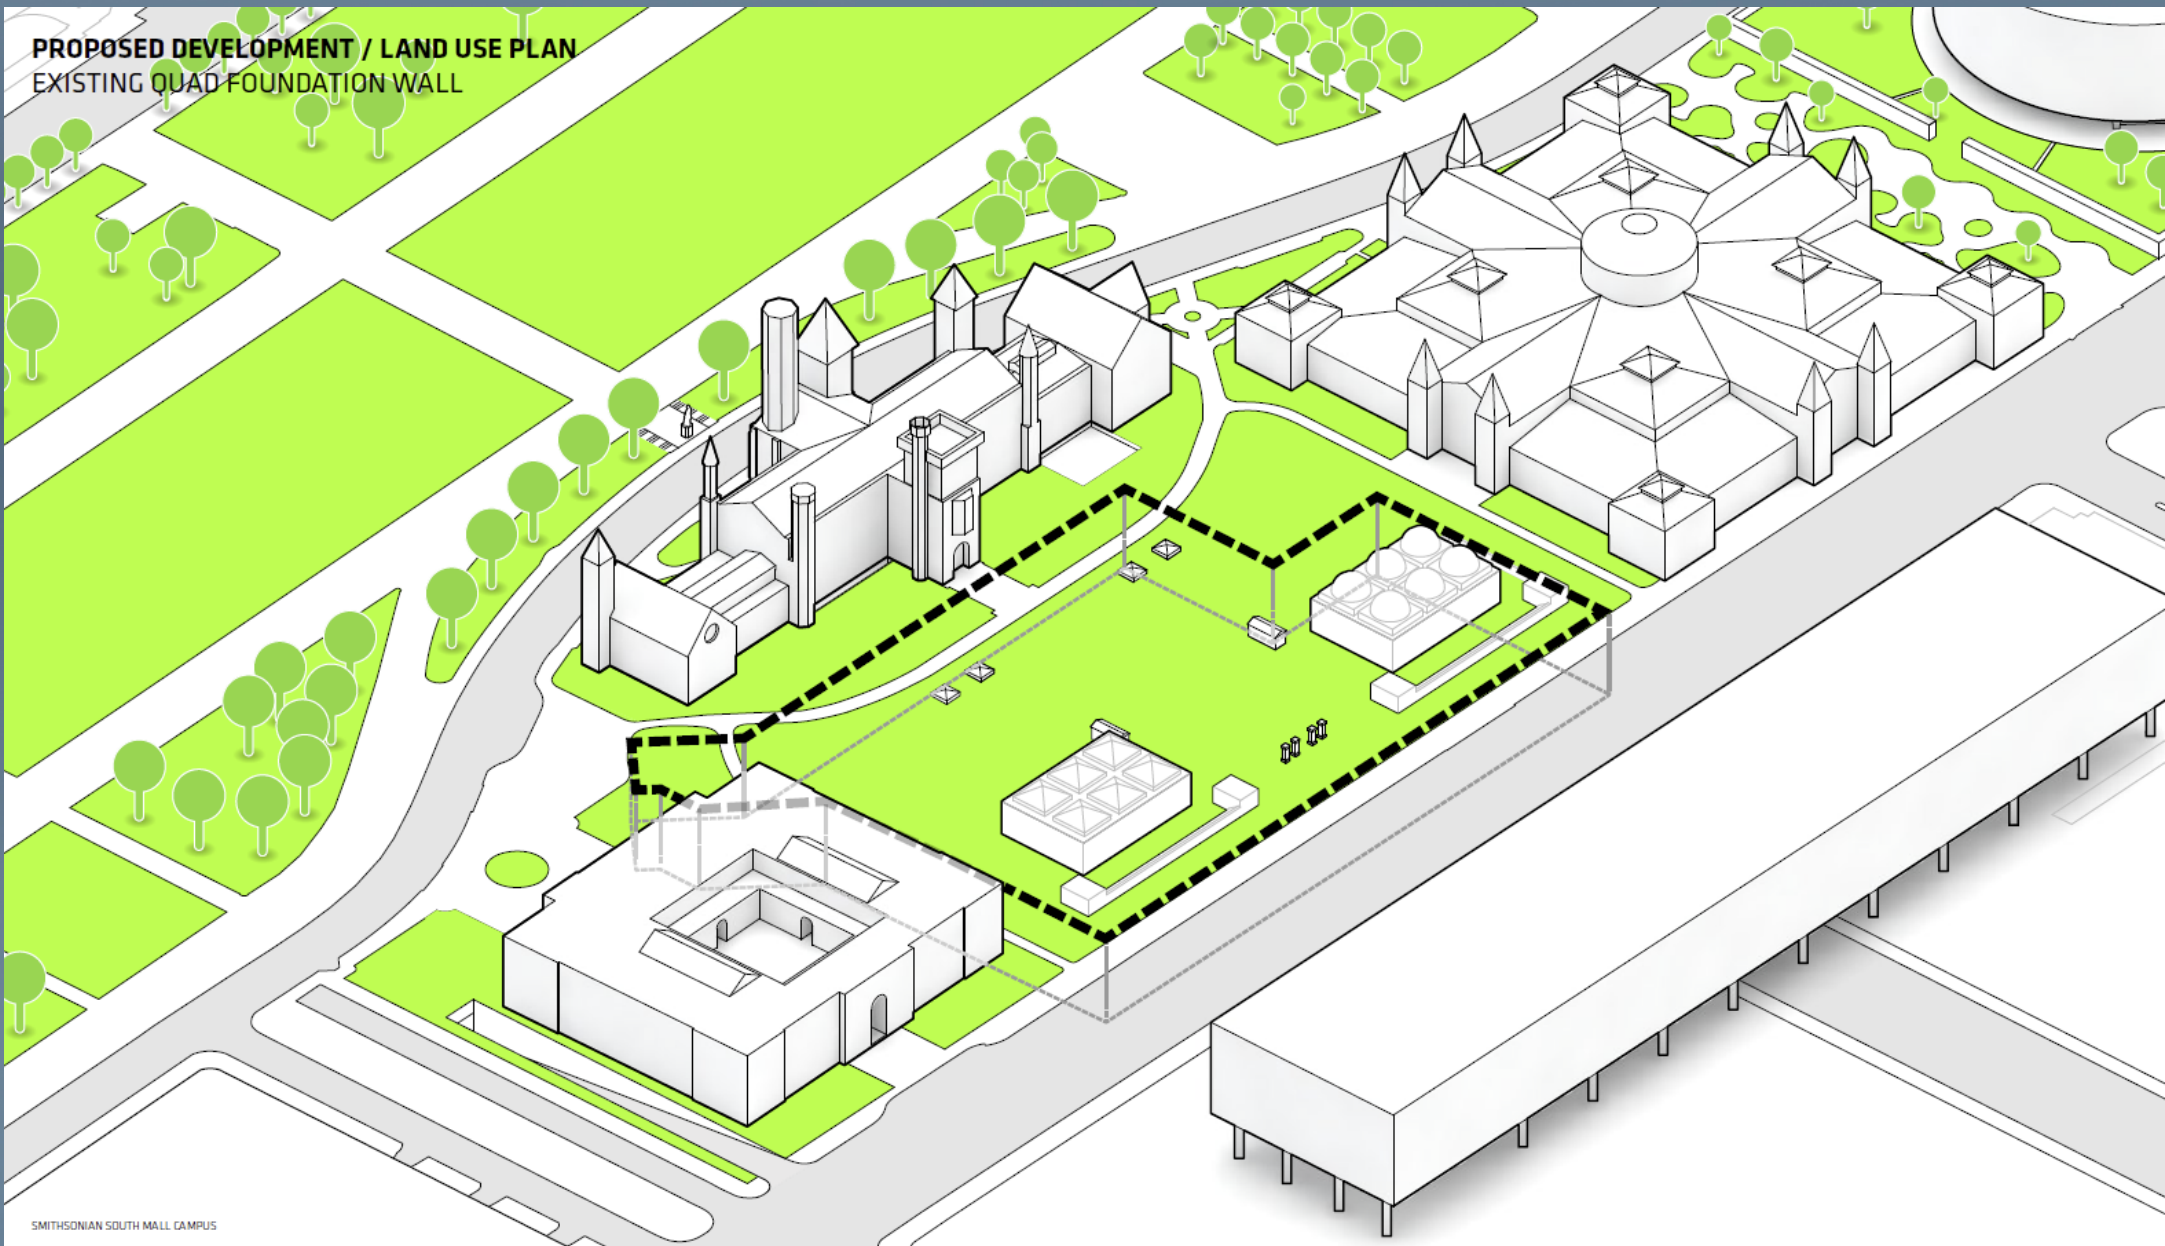 PROPOSED DEVELOPMENT / LAND USE PLAN
EXISTING QUAD FOUNDATION WALL
SMITHSONIAN SOUTH MALL CAMPUS